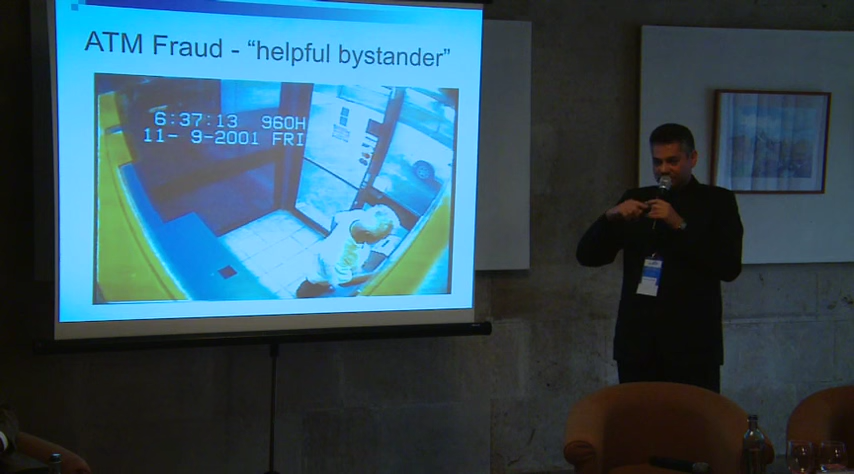 ATM Fraud - “helpful bystander”
6:37:13 960H
11- 9-2001 FRI